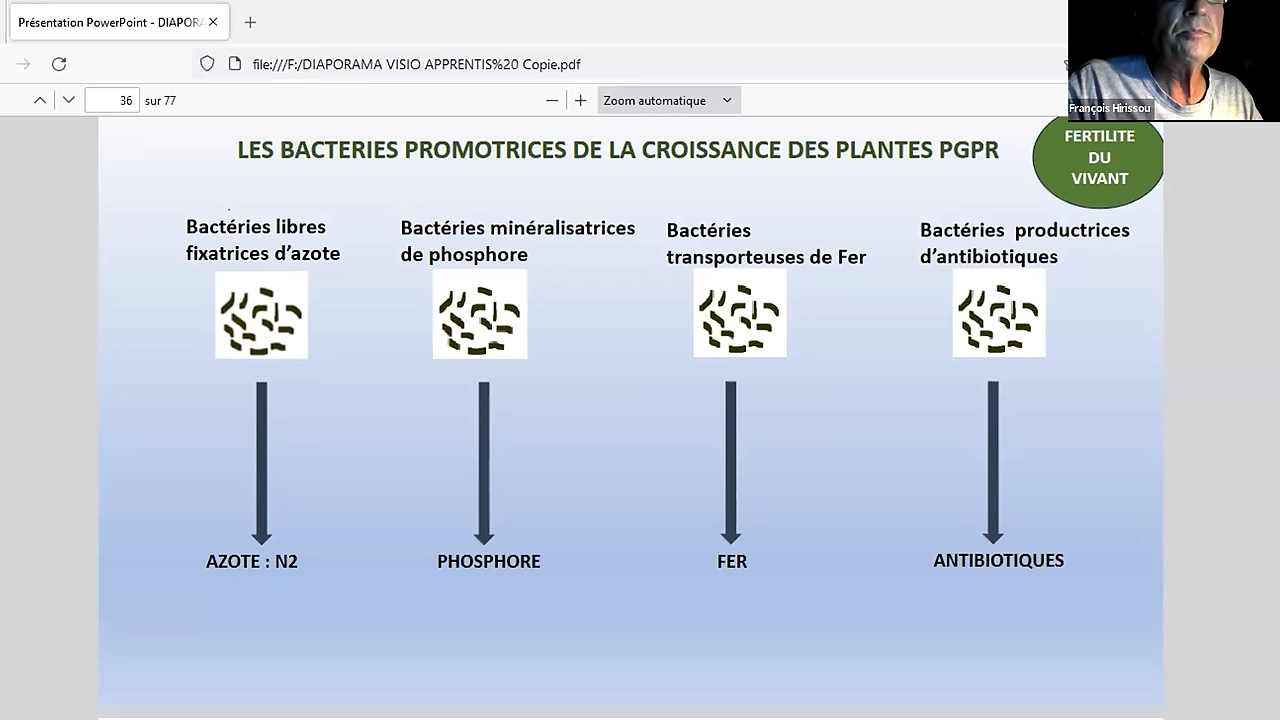 Présentation PowerPoint - DIAPORA
file:///F:/DIAPORAMA VISIO APPRENTIS%20 Copie.pdf
36 sur 77
Zoom automatique
François Hirissou
FERTILITE
DU
VIVANT
LES BACTERIES PROMOTRICES DE LA CROISSANCE DES PLANTES PGPR
Bactéries libres
fixatrices d’azote
Bactéries minéralisatrices
de phosphore
Bactéries
transporteuses de Fer
Bactéries productrices
d’antibiotiques
AZOTE : N2
PHOSPHORE
FER
ANTIBIOTIQUES